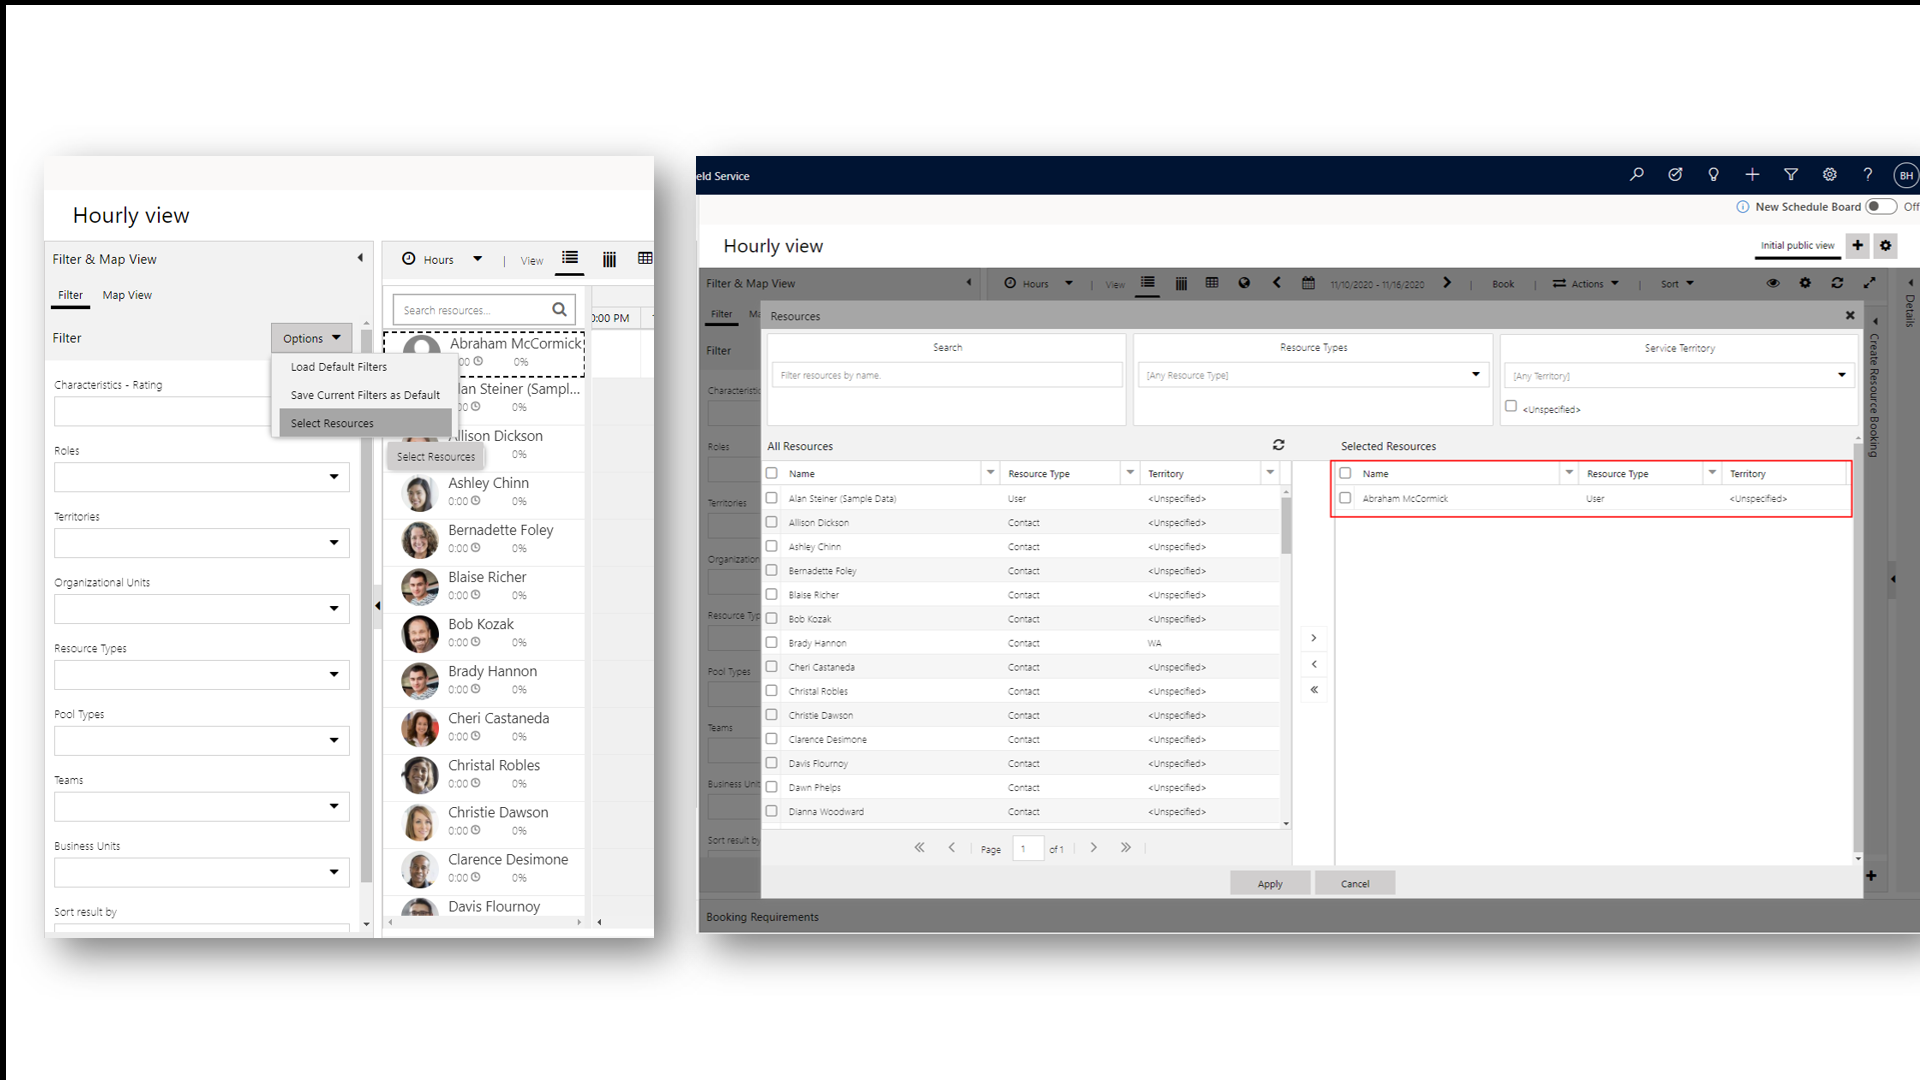 Hourly view
Filter & Map View
Hours
View
Filter
Map View
Search resources...
0:00 PM
Filter
Options
Load Default Filters
Save Current Filters as Default
Select Resources
Select Resources
Characteristics - Rating
Roles
Territories
Organizational Units
Resource Types
Pool Types
Teams
Business Units
Sort result by
Abraham McCormick
:00 0%
lan Steiner (Sampl...
:00 0%
Allison Dickson
0%
Ashley Chinn
0:00 0%
Bernadette Foley
0:00 0%
Blaise Richer
0:00 0%
Bob Kozak
0:00 0%
Brady Hannon
0:00 0%
Cheri Castaneda
0:00 0%
Christal Robles
0:00 0%
Christie Dawson
0:00 0%
Clarence Desimone
0:00 0%
Davis Flournoy
eld Service
BH
New Schedule Board Off
Hourly view
Initial public view
Filter & Map View
Hours
View
11/10/2020 - 11/16/2020
Book
Actions
Sort
Details
Create Resource Booking
Filter
Ma
Filter
Characteristic
Roles
Territories
Organization
Resource Typ
Pool Types
Teams
Business Unit
Sort result by
Resources
Search
Filter resources by name.
Resource Types
[Any Resource Type]
Service Territory
[Any Territory]
<Unspecified>
All Resources
Name Resource Type Territory
Alan Steiner (Sample Data) User <Unspecified>
Allison Dickson Contact <Unspecified>
Ashley Chinn Contact <Unspecified>
Bernadette Foley Contact <Unspecified>
Blaise Richer Contact <Unspecified>
Bob Kozak Contact <Unspecified>
Brady Hannon Contact WA
Cheri Castaneda Contact <Unspecified>
Christal Robles Contact <Unspecified>
Christie Dawson Contact <Unspecified>
Clarence Desimone Contact <Unspecified>
Davis Flournoy Contact <Unspecified>
Dawn Phelps Contact <Unspecified>
Dianna Woodward Contact <Unspecified>
Page 1 of 1
Selected Resources
Name Resource Type Territory
Abraham McCormick User <Unspecified>
Apply
Cancel
Booking Requirements